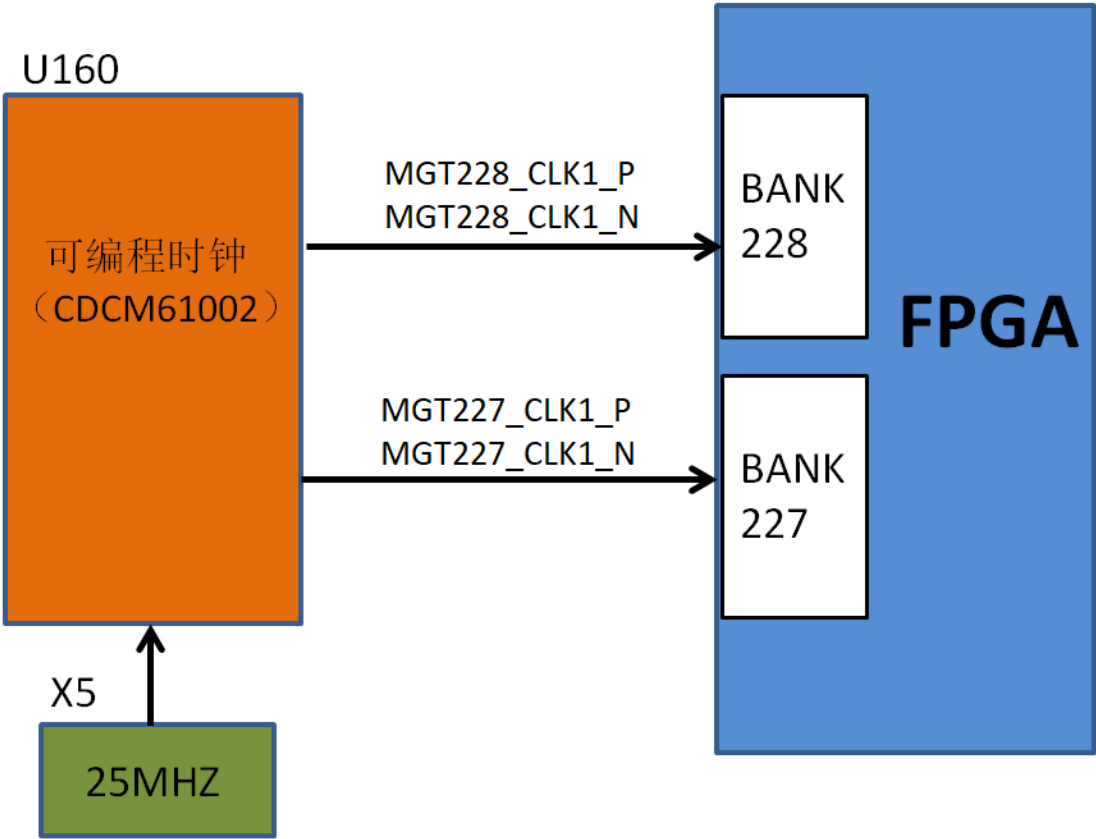 U160
可编程时钟
（CDCM61002）
MGT228_CLK1_P
MGT228_CLK1_N
MGT227_CLK1_P
MGT227_CLK1_N
BANK
228
BANK
227
FPGA
X5
25MHZ